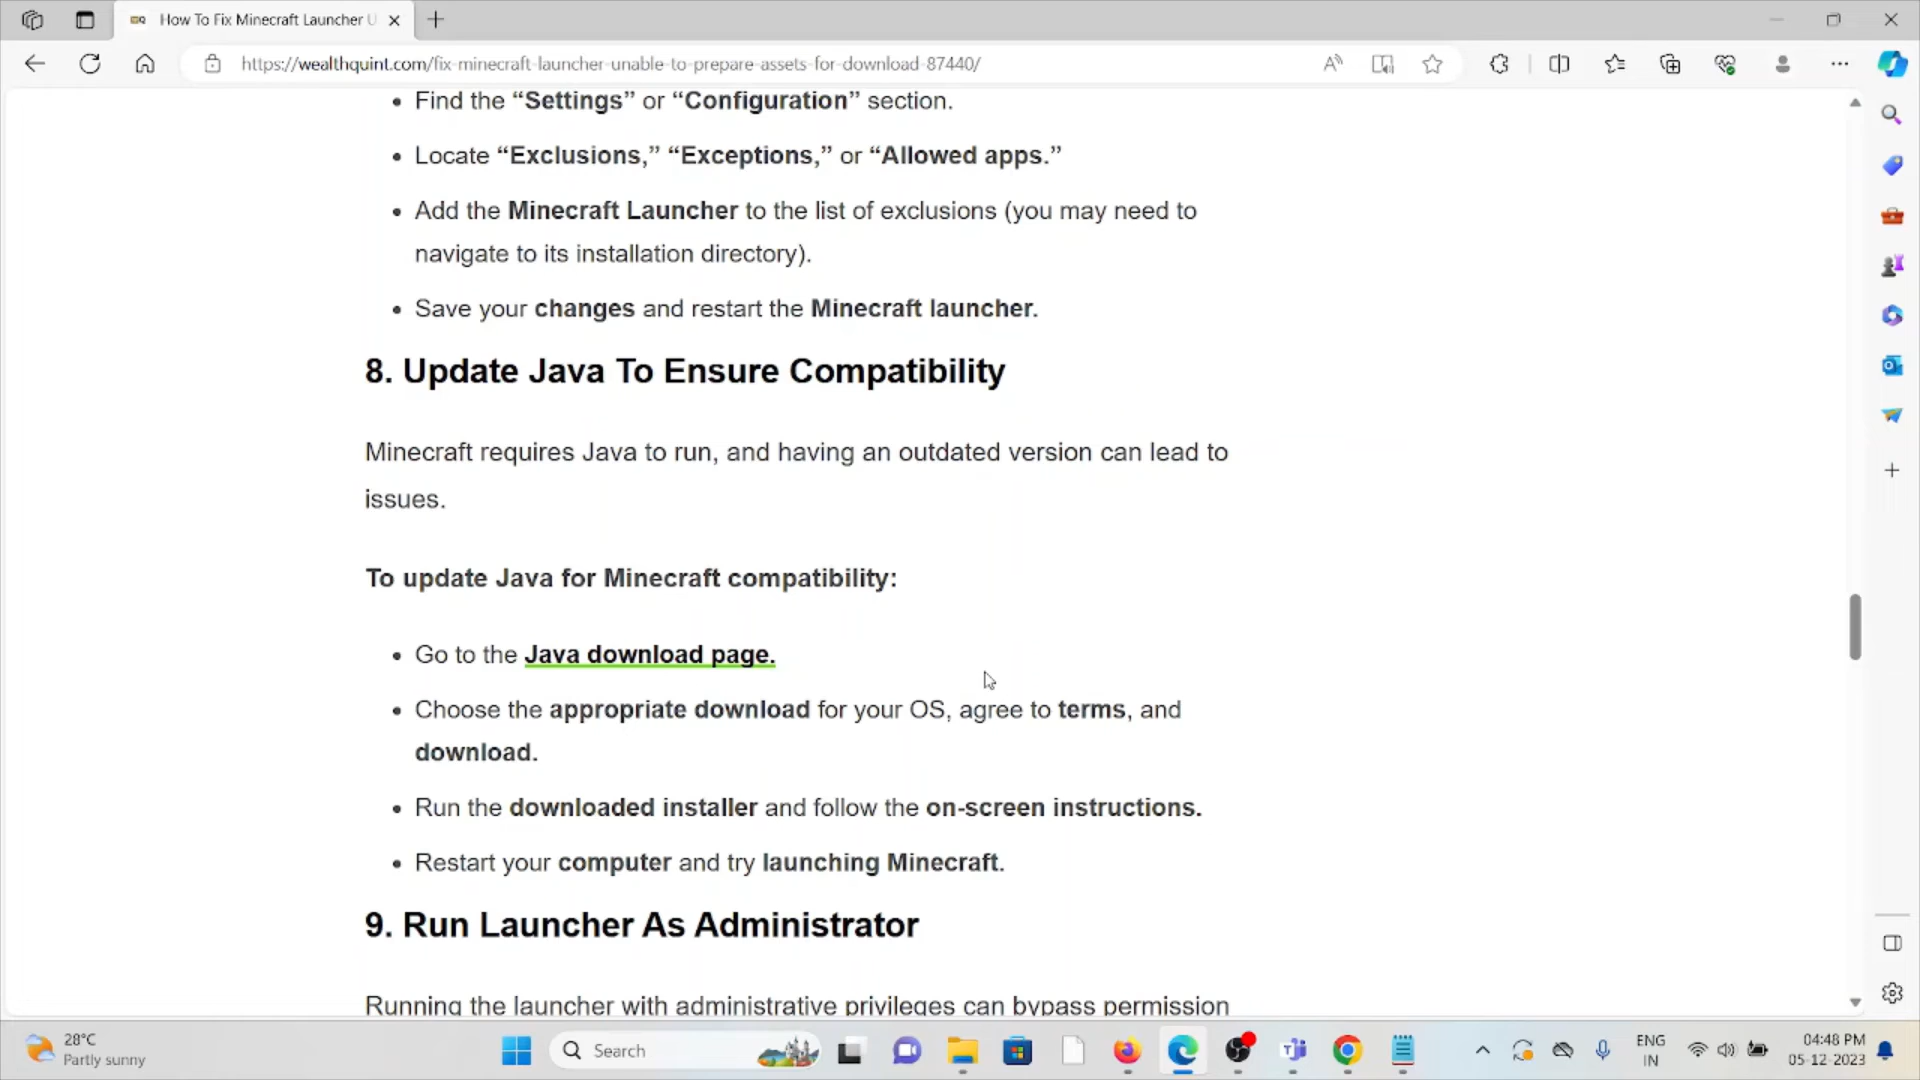 How To Fix Minecraft Launcher U
https://wealthquint.com/fix-minecraft-launcher-unable-to-prepare-assets-for-download-87440/
• Find the “Settings” or “Configuration” section.
• Locate “Exclusions,” “Exceptions,” or “Allowed apps.”
• Add the Minecraft Launcher to the list of exclusions (you may need to
navigate to its installation directory).
• Save your changes and restart the Minecraft launcher.
8. Update Java To Ensure Compatibility
Minecraft requires Java to run, and having an outdated version can lead to
issues.
To update Java for Minecraft compatibility:
• Go to the Java download page.
• Choose the appropriate download for your OS, agree to terms, and
download.
• Run the downloaded installer and follow the on-screen instructions.
• Restart your computer and try launching Minecraft.
9. Run Launcher As Administrator
Running the launcher with administrative privileges can bypass permission
28°C
Partly sunny
Search
ENG
IN
04:48 PM
05-12-2023